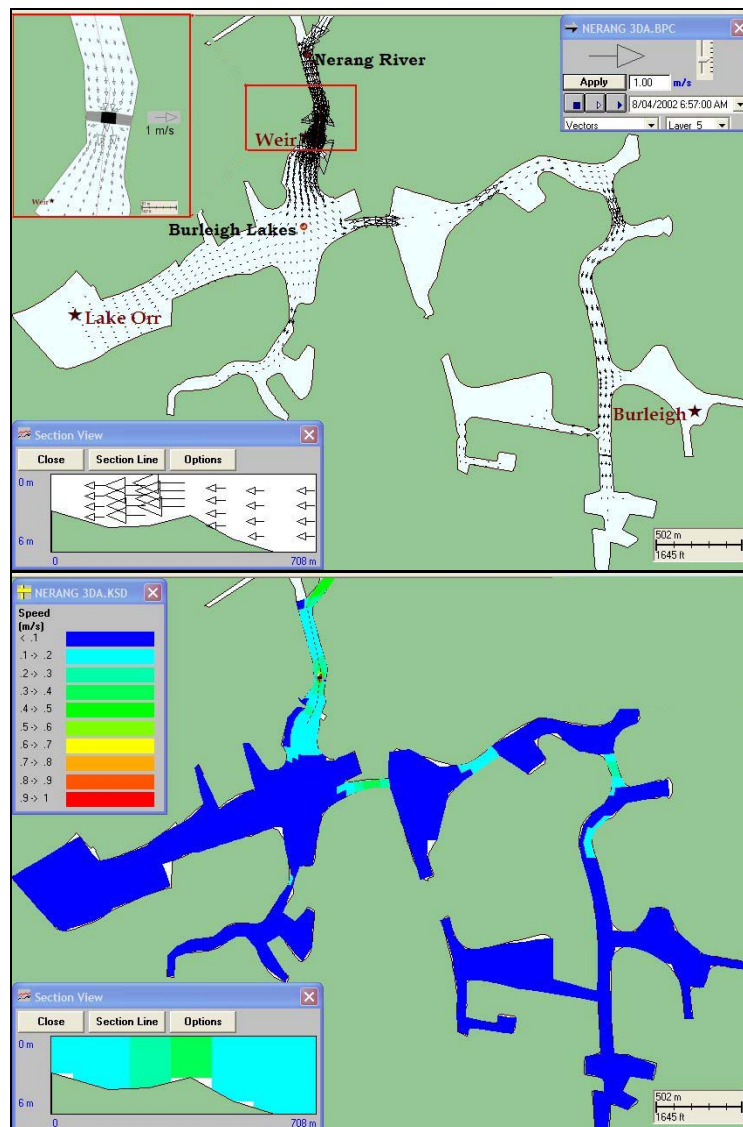 NERANG 3DA.BPC
Apply
1.00
m/s
8/04/2002 6:57:00 AM
Vectors
Layer 5
Nerang River
1 m/s
Weir
Weir
Burleigh Lakes
Lake Orr
Burleigh
Section View
Close
Section Line
Options
0 m
6 m
0
708 m
502 m
1645 ft
NERANG 3DA.KSD
Speed
(m/s)
< .1
.1 -> .2
.2 -> .3
.3 -> .4
.4 -> .5
.5 -> .6
.6 -> .7
.7 -> .8
.8 -> .9
.9 -> 1
Section View
Close
Section Line
Options
0 m
6 m
0
708 m
502 m
1645 ft